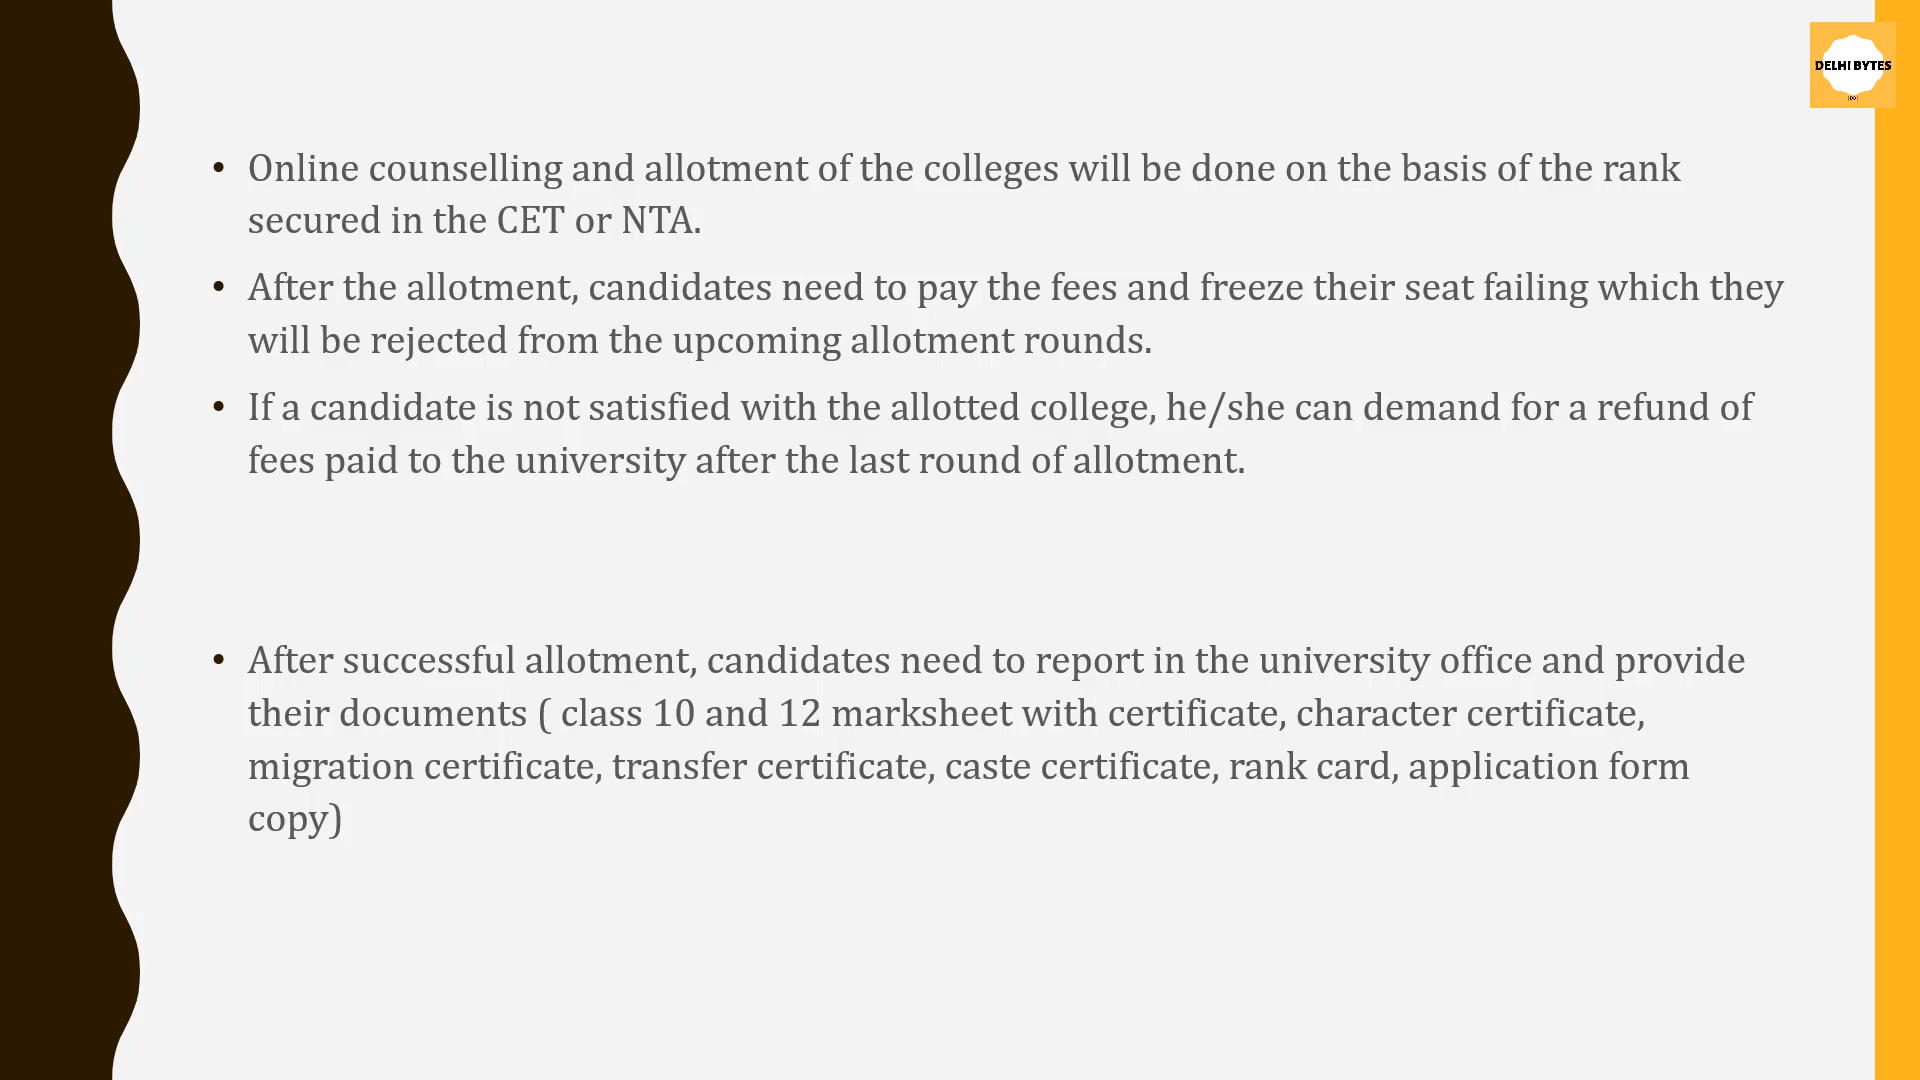 DELHI BYTES
• Online counselling and allotment of the colleges will be done on the basis of the rank
secured in the CET or NTA.
• After the allotment, candidates need to pay the fees and freeze their seat failing which they
will be rejected from the upcoming allotment rounds.
• If a candidate is not satisfied with the allotted college, he/she can demand for a refund of
fees paid to the university after the last round of allotment.
• After successful allotment, candidates need to report in the university office and provide
their documents ( class 10 and 12 marksheet with certificate, character certificate,
migration certificate, transfer certificate, caste certificate, rank card, application form
copy)